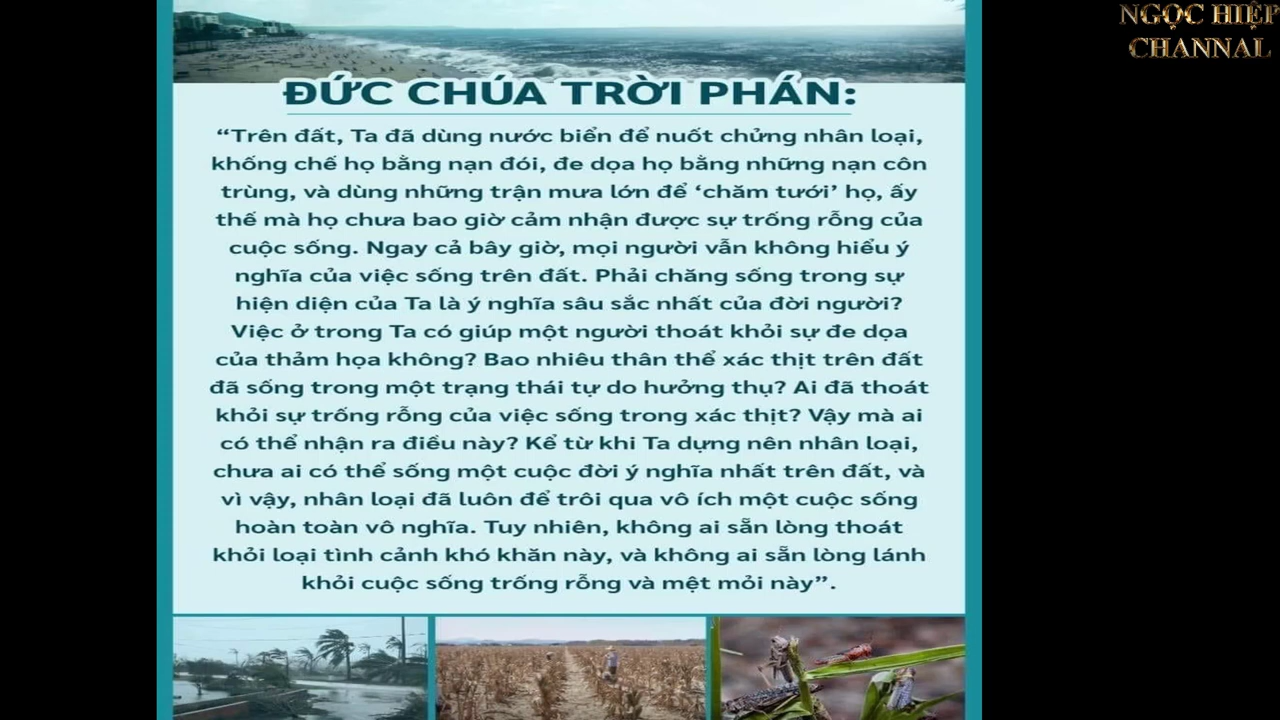 NGỌC HIỆP
CHANNAL
ĐỨC CHÚA TRỜI PHÁN:
“Trên đất, Ta đã dùng nước biển để nuốt chửng nhân loại,
khống chế họ bằng nạn đói, đe dọa họ bằng những nạn côn
trùng, và dùng những trận mưa lớn để ‘chăm tưới’ họ, ấy
thế mà họ chưa bao giờ cảm nhận được sự trống rỗng của
cuộc sống. Ngay cả bây giờ, mọi người vẫn không hiểu ý
nghĩa của việc sống trên đất. Phải chăng sống trong sự
hiện diện của Ta là ý nghĩa sâu sắc nhất của đời người?
Việc ở trong Ta có giúp một người thoát khỏi sự đe dọa
của thảm họa không? Bao nhiêu thân thể xác thịt trên đất
đã sống trong một trạng thái tự do hưởng thụ? Ai đã thoát
khỏi sự trống rỗng của việc sống trong xác thịt? Vậy mà ai
có thể nhận ra điều này? Kể từ khi Ta dựng nên nhân loại,
chưa ai có thể sống một cuộc đời ý nghĩa nhất trên đất, và
vì vậy, nhân loại đã luôn để trôi qua vô ích một cuộc sống
hoàn toàn vô nghĩa. Tuy nhiên, không ai sẵn lòng thoát
khỏi loại tình cảnh khó khăn này, và không ai sẵn lòng lánh
khỏi cuộc sống trống rỗng và mệt mỏi này”.